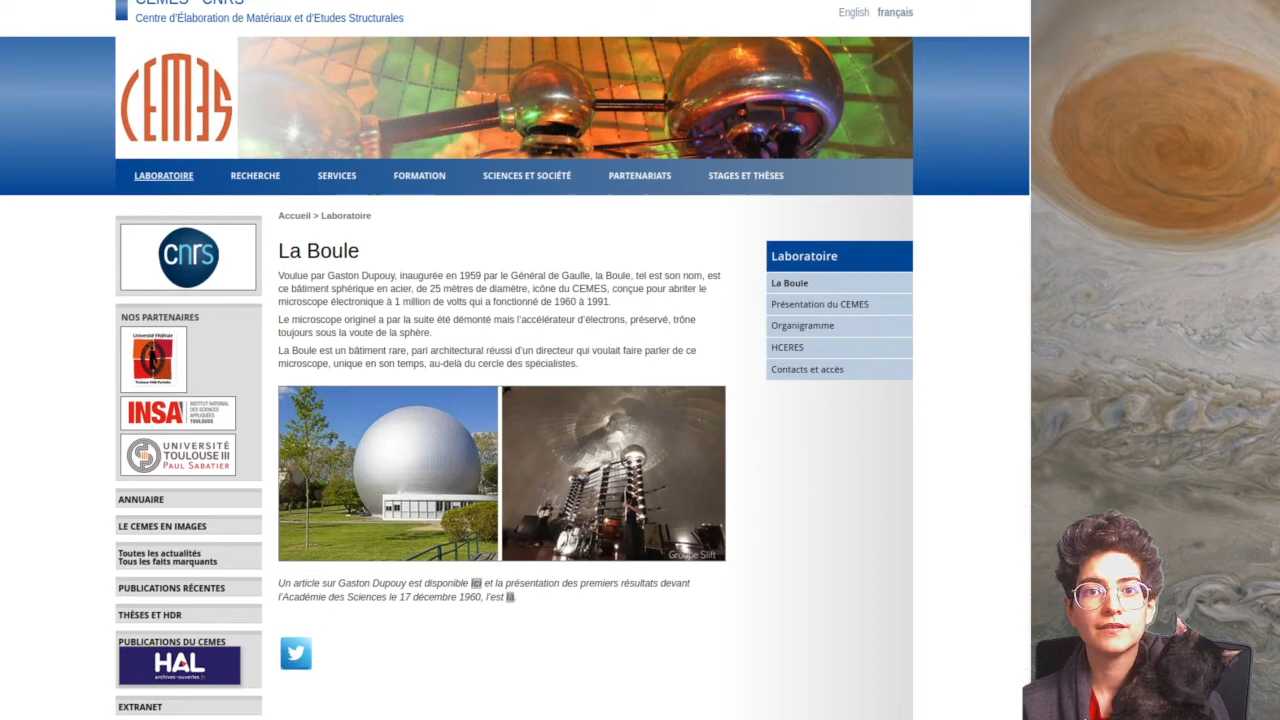 CEMES - CNRS
Centre d'Élaboration de Matériaux et d'Etudes Structurales
English français
CEMES
LABORATOIRE RECHERCHE SERVICES FORMATION SCIENCES ET SOCIÉTÉ PARTENARIATS STAGES ET THÈSES
cnrs
NOS PARTENAIRES
Université Fédérale
Toulouse Midi-Pyrénées
INSA INSTITUT NATIONAL
DES SCIENCES
APPLIQUÉES
TOULOUSE
UNIVERSITÉ
TOULOUSE III
PAUL SABATIER
ANNUAIRE
LE CEMES EN IMAGES
Toutes les actualités
Tous les faits marquants
PUBLICATIONS RÉCENTES
THÈSES ET HDR
PUBLICATIONS DU CEMES
HAL
archives-ouvertes.fr
EXTRANET
Accueil > Laboratoire
La Boule
Voulue par Gaston Dupouy, inaugurée en 1959 par le Général de Gaulle, la Boule, tel est son nom, est
ce bâtiment sphérique en acier, de 25 mètres de diamètre, icône du CEMES, conçue pour abriter le
microscope électronique à 1 million de volts qui a fonctionné de 1960 à 1991.
Le microscope originel a par la suite été démonté mais l'accélérateur d'électrons, préservé, trône
toujours sous la voute de la sphère.
La Boule est un bâtiment rare, pari architectural réussi d'un directeur qui voulait faire parler de ce
microscope, unique en son temps, au-delà du cercle des spécialistes.
Groupe Slift
Un article sur Gaston Dupouy est disponible ici et la présentation des premiers résultats devant
l'Académie des Sciences le 17 décembre 1960, l'est là.
Laboratoire
La Boule
Présentation du CEMES
Organigramme
HCERES
Contacts et accès